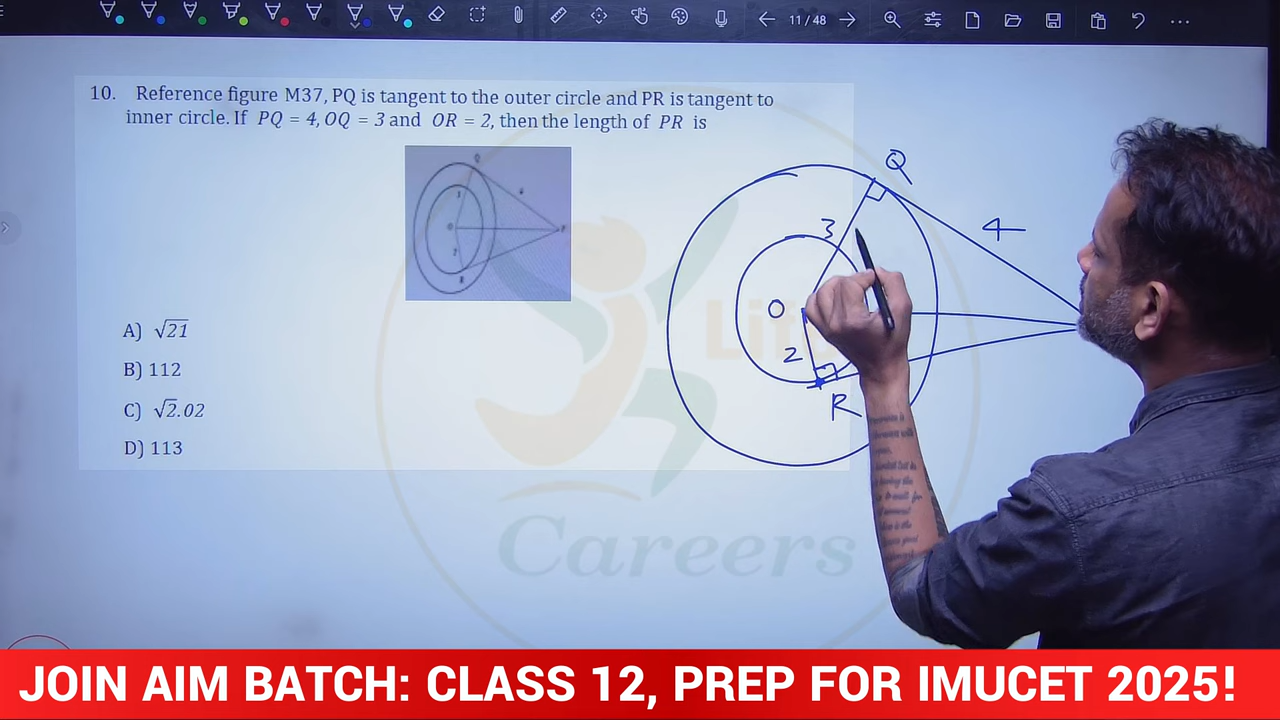 11 / 48
10. Reference figure M37, PQ is tangent to the outer circle and PR is tangent to
inner circle. If PQ = 4, OQ = 3 and OR = 2, then the length of PR is
A) √21
B) 112
C) √2.02
D) 113
Q
3
4
O
2
R
Life
Careers
JOIN AIM BATCH: CLASS 12, PREP FOR IMUCET 2025!